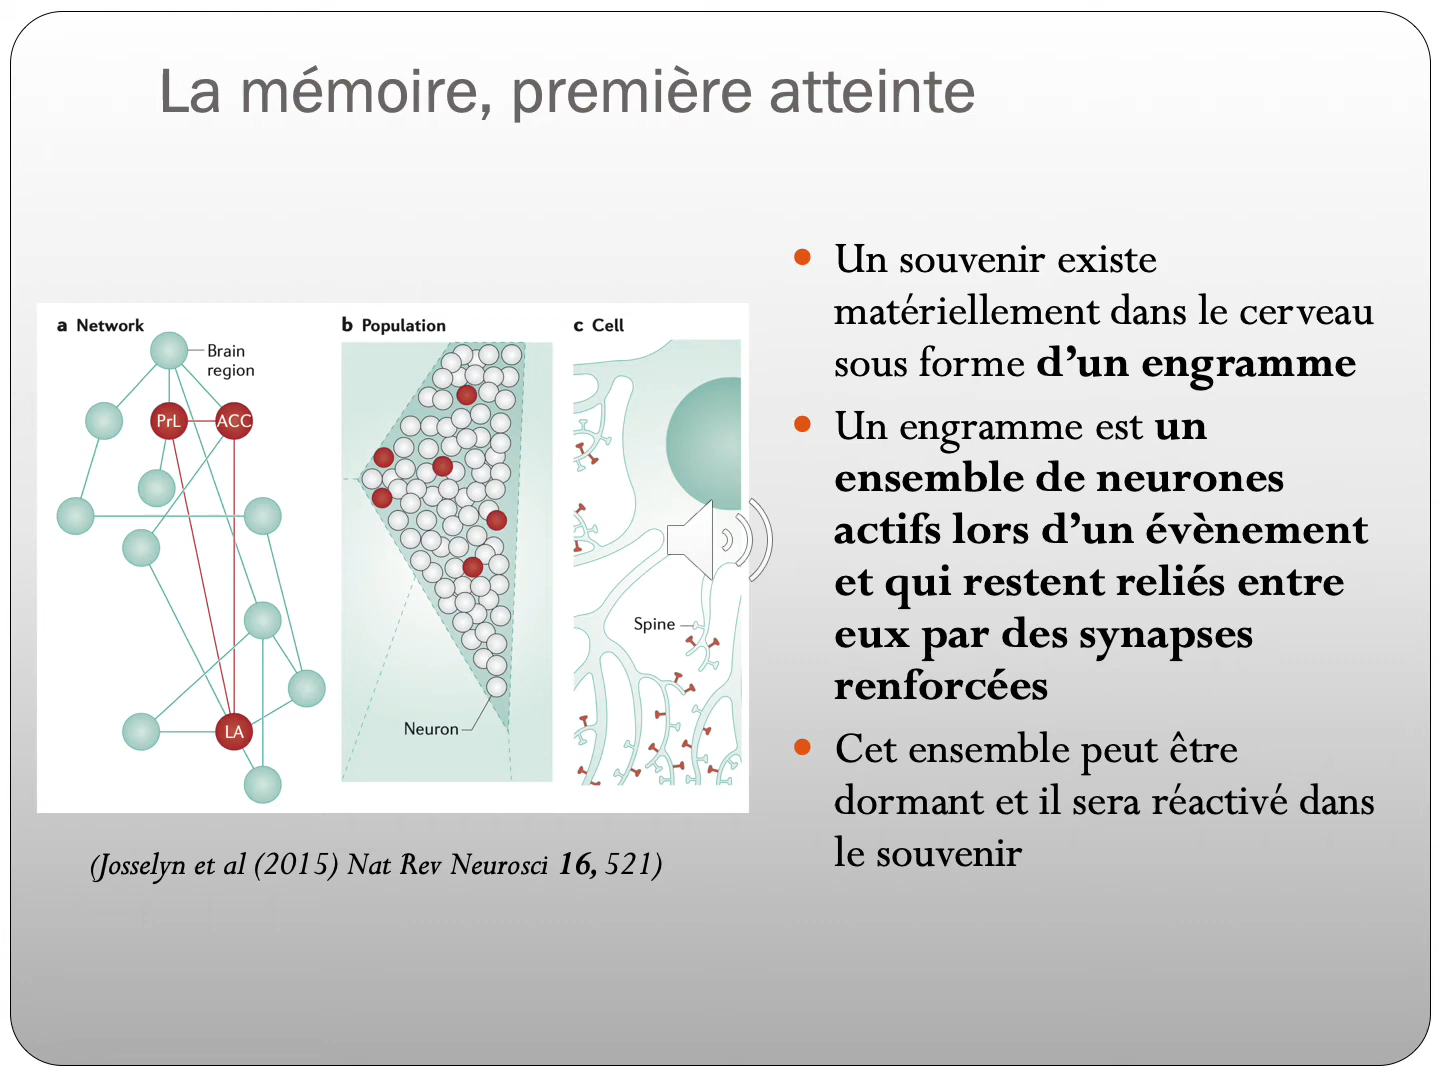 La mémoire, première atteinte
a Network
Brain
region
PrL
ACC
LA
b Population
Neuron
c Cell
Spine
(Josselyn et al (2015) Nat Rev Neurosci 16, 521)
Un souvenir existe
matériellement dans le cerveau
sous forme d’un engramme
Un engramme est un
ensemble de neurones
actifs lors d’un évènement
et qui restent reliés entre
eux par des synapses
renforcées
Cet ensemble peut être
dormant et il sera réactivé dans
le souvenir